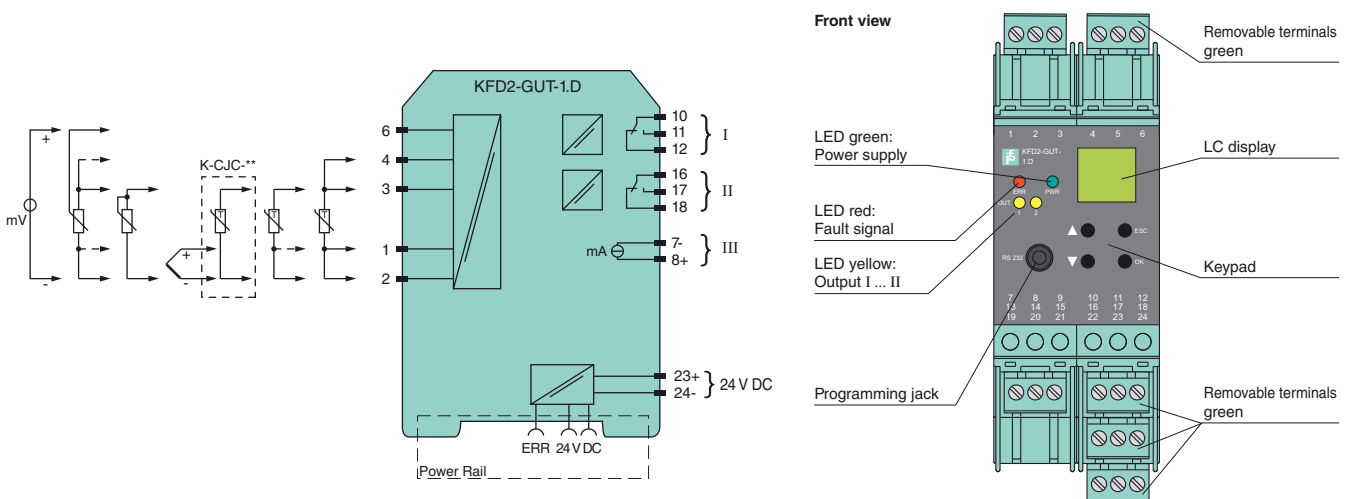 KFD2-GUT-1.D
K-CJC-**
+
mV
-
+
-
T
T
T
6
4
3
1
2
10
11
12
I
16
17
18
II
mA
7-
8+
III
23+
24-
24 V DC
ERR 24 V DC
Power Rail
Front view
Removable terminals
green
1 2 3 4 5 6
KFD2-GUT-
1.D
LED green:
Power supply
LC display
ERR
PWR
OUT
1 2
LED red:
Fault signal
ESC
RS 232
OK
Keypad
LED yellow:
Output I ... II
7 8 9 10 11 12
13 14 15 16 17 18
19 20 21 22 23 24
Programming jack
Removable terminals
green